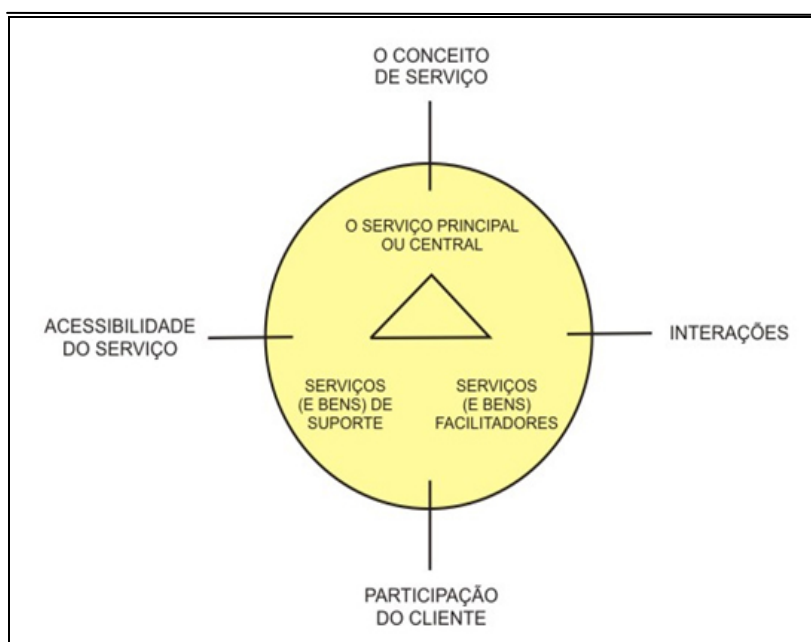 O CONCEITO
DE SERVIÇO
O SERVIÇO PRINCIPAL
OU CENTRAL
ACESSIBILIDADE
DO SERVIÇO
INTERAÇÕES
SERVIÇOS
(E BENS) DE
SUPORTE
SERVIÇOS
(E BENS)
FACILITADORES
PARTICIPAÇÃO
DO CLIENTE